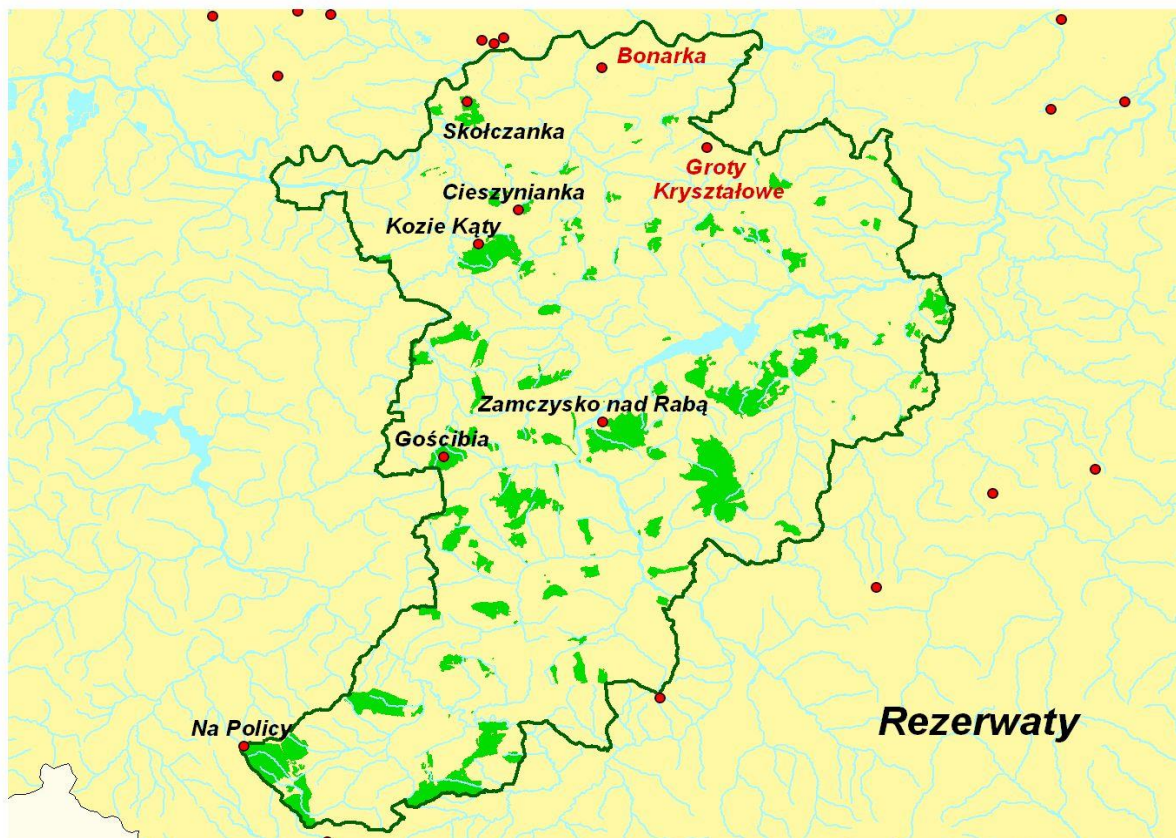 Bonarka
Skołczanka
Groty
Kryształowe
Cieszynianka
Kozie Kąty
Zamczysko nad Rabą
Gościbia
Na Policy
Rezerwaty